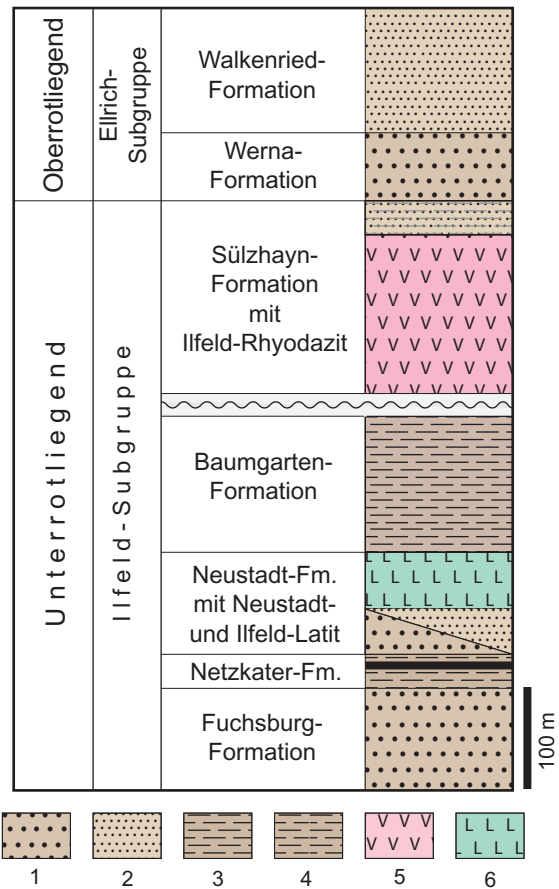 Oberrotliegend
Ellrich-
Subgruppe
Walkenried-
Formation
Werna-
Formation
Unterrotliegend
Ilfeld-Subgruppe
Sülzhayn-
Formation
mit
Ilfeld-Rhyodazit
Baumgarten-
Formation
Neustadt-Fm.
mit Neustadt-
und Ilfeld-Latit
Netzkater-Fm.
Fuchsburg-
Formation
100 m
1 2 3 4 5 6